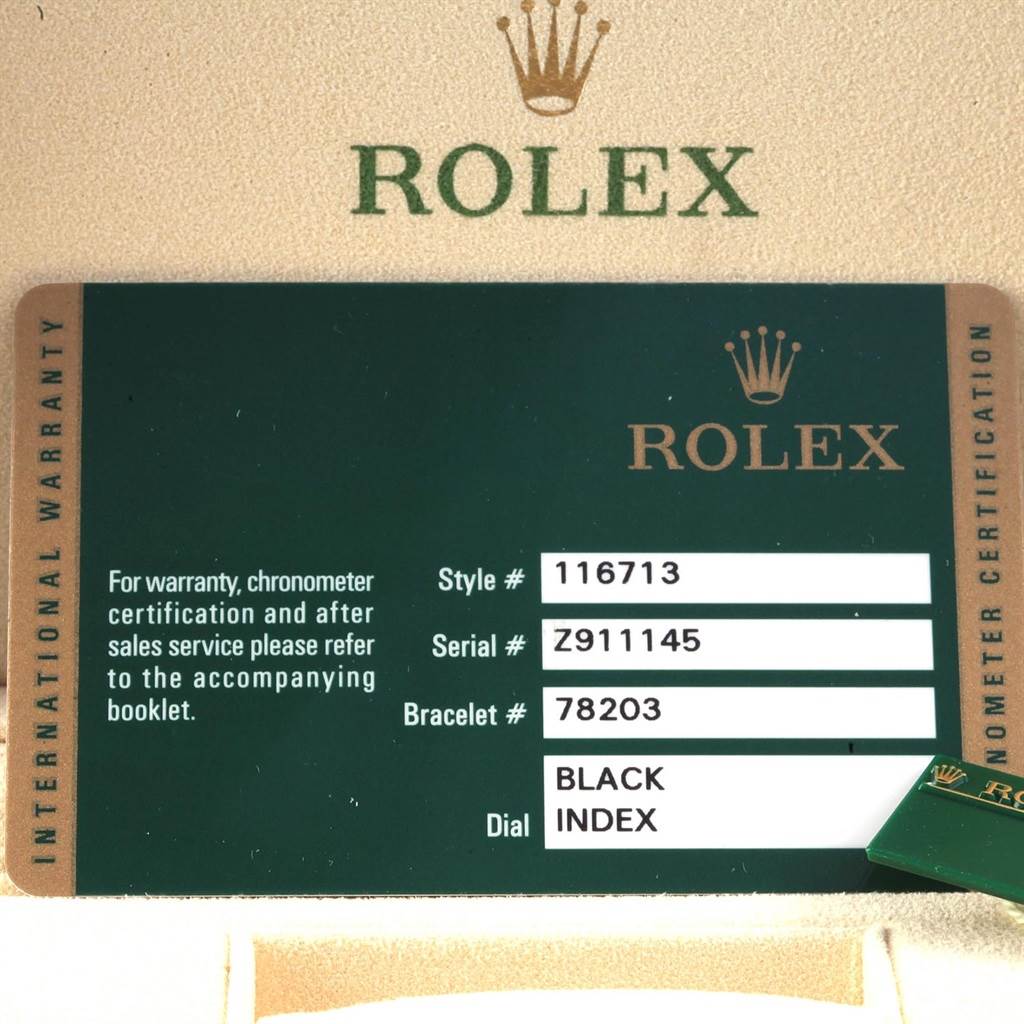 ROLEX
INTERNATIONAL WARRANTY
ROLEX
For warranty, chronometer
certification and after
sales service please refer
to the accompanying
booklet.
Style # 116713
Serial # Z911145
Bracelet # 78203
Dial BLACK
INDEX
CERTIFICATION